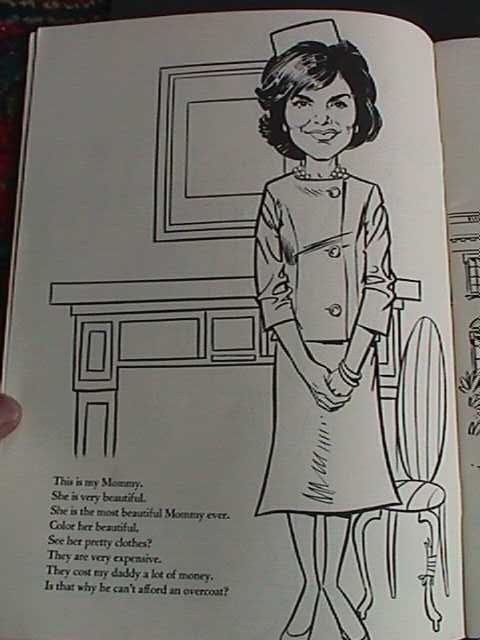 This is my Mommy.
She is very beautiful.
She is the most beautiful Mommy ever.
Color her beautiful.
See her pretty clothes?
They are very expensive.
They cost my daddy a lot of money.
Is that why he can't afford an overcoat?